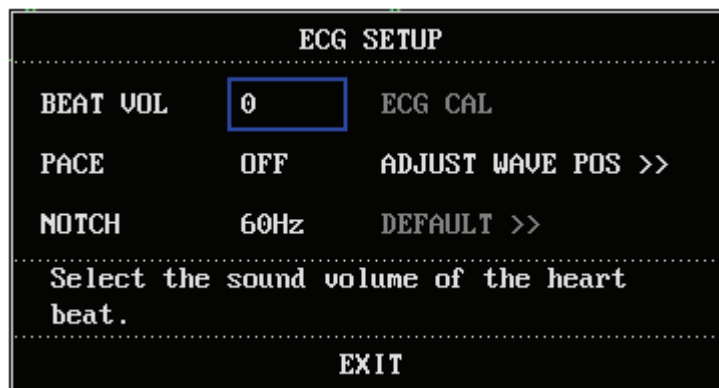 ECG SETUP
BEAT VOL 0 ECG CAL
PACE OFF ADJUST WAVE POS >>
NOTCH 60Hz DEFAULT >>
Select the sound volume of the heart
beat.
EXIT